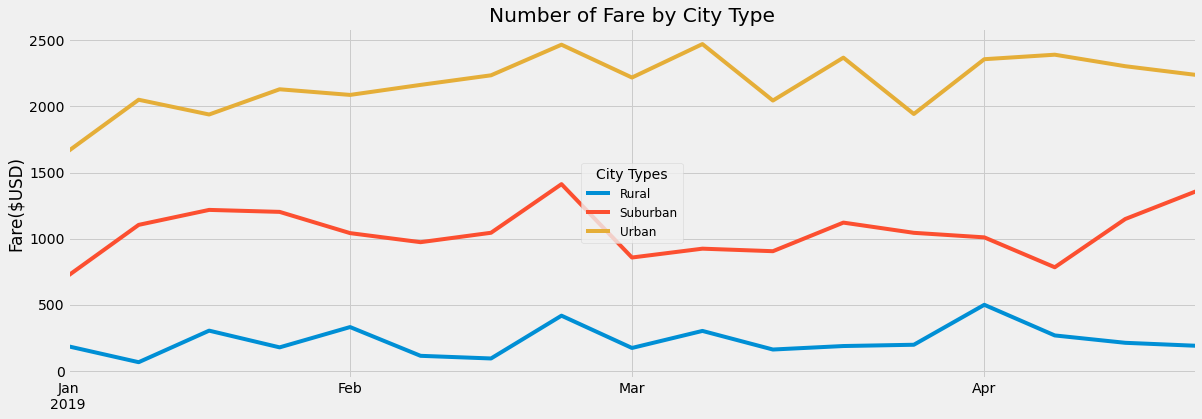 Number of Fare by City Type
Fare($USD)
2500
2000
1500
1000
500
0
City Types
Rural
Suburban
Urban
Jan
2019
Feb
Mar
Apr